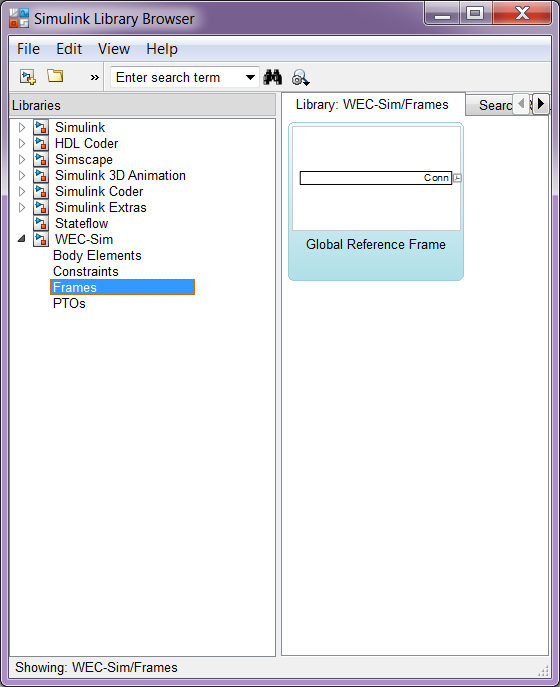 Simulink Library Browser
File Edit View Help
» Enter search term
Libraries
Simulink
HDL Coder
Simscape
Simulink 3D Animation
Simulink Coder
Simulink Extras
Stateflow
WEC-Sim
Body Elements
Constraints
Frames
PTOs
Library: WEC-Sim/Frames
Conn
Global Reference Frame
Showing: WEC-Sim/Frames